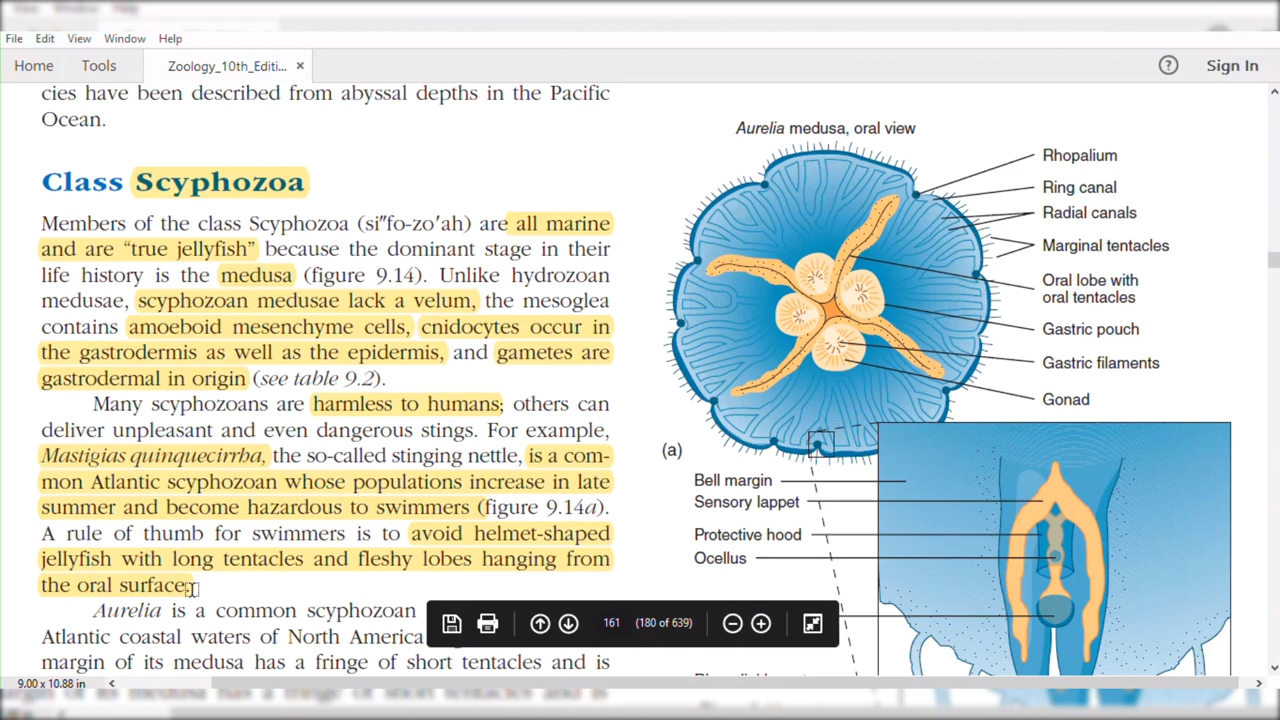 File Edit View Window Help
Home Tools Zoology_10th_Editi... × Sign In
cies have been described from abyssal depths in the Pacific
Ocean.
Class Scyphozoa
Members of the class Scyphozoa (si″fo-zo′ah) are all marine
and are “true jellyfish” because the dominant stage in their
life history is the medusa (figure 9.14). Unlike hydrozoan
medusae, scyphozoan medusae lack a velum, the mesoglea
contains amoeboid mesenchyme cells, cnidocytes occur in
the gastrodermis as well as the epidermis, and gametes are
gastrodermal in origin (see table 9.2).
Many scyphozoans are harmless to humans; others can
deliver unpleasant and even dangerous stings. For example,
Mastigias quinquecirrha, the so-called stinging nettle, is a com-
mon Atlantic scyphozoan whose populations increase in late
summer and become hazardous to swimmers (figure 9.14a).
A rule of thumb for swimmers is to avoid helmet-shaped
jellyfish with long tentacles and fleshy lobes hanging from
the oral surface.
Aurelia is a common scyphozoan
Atlantic coastal waters of North America
margin of its medusa has a fringe of short tentacles and is
Aurelia medusa, oral view
Rhopalium
Ring canal
Radial canals
Marginal tentacles
Oral lobe with
oral tentacles
Gastric pouch
Gastric filaments
Gonad
(a)
Bell margin
Sensory lappet
Protective hood
Ocellus
161 (180 of 639)
9.00 x 10.88 in